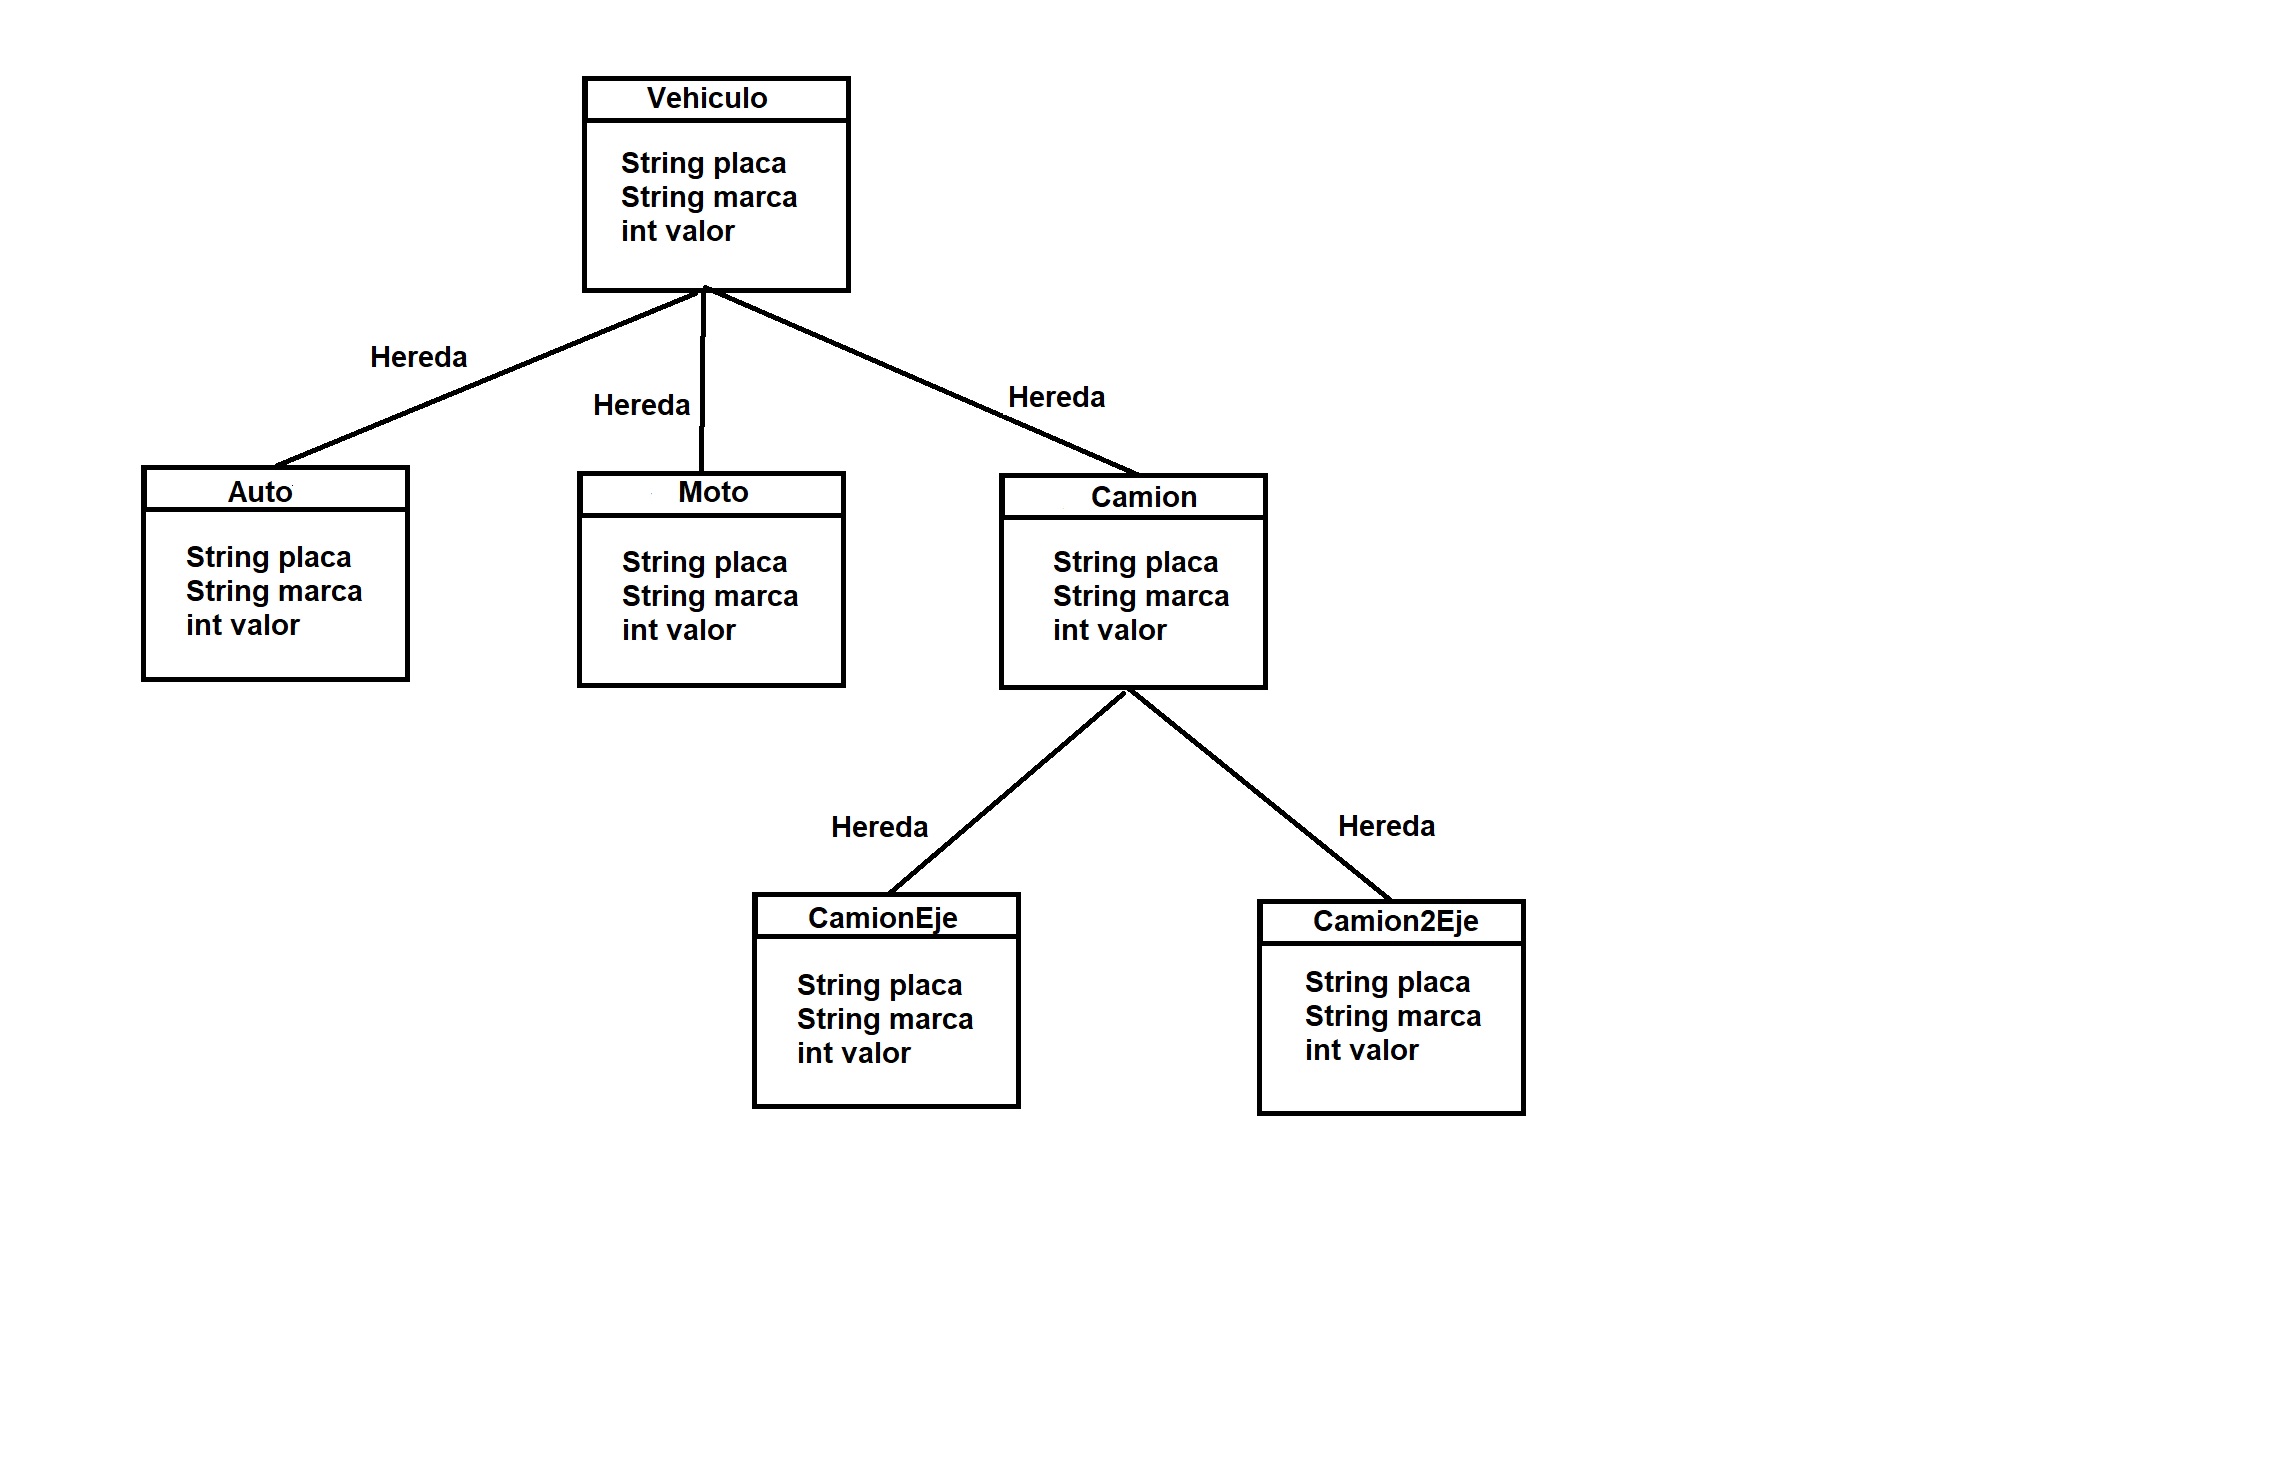 Vehiculo
String placa
String marca
int valor
Hereda
Hereda
Hereda
Auto
String placa
String marca
int valor
Moto
String placa
String marca
int valor
Camion
String placa
String marca
int valor
Hereda
Hereda
CamionEje
String placa
String marca
int valor
Camion2Eje
String placa
String marca
int valor